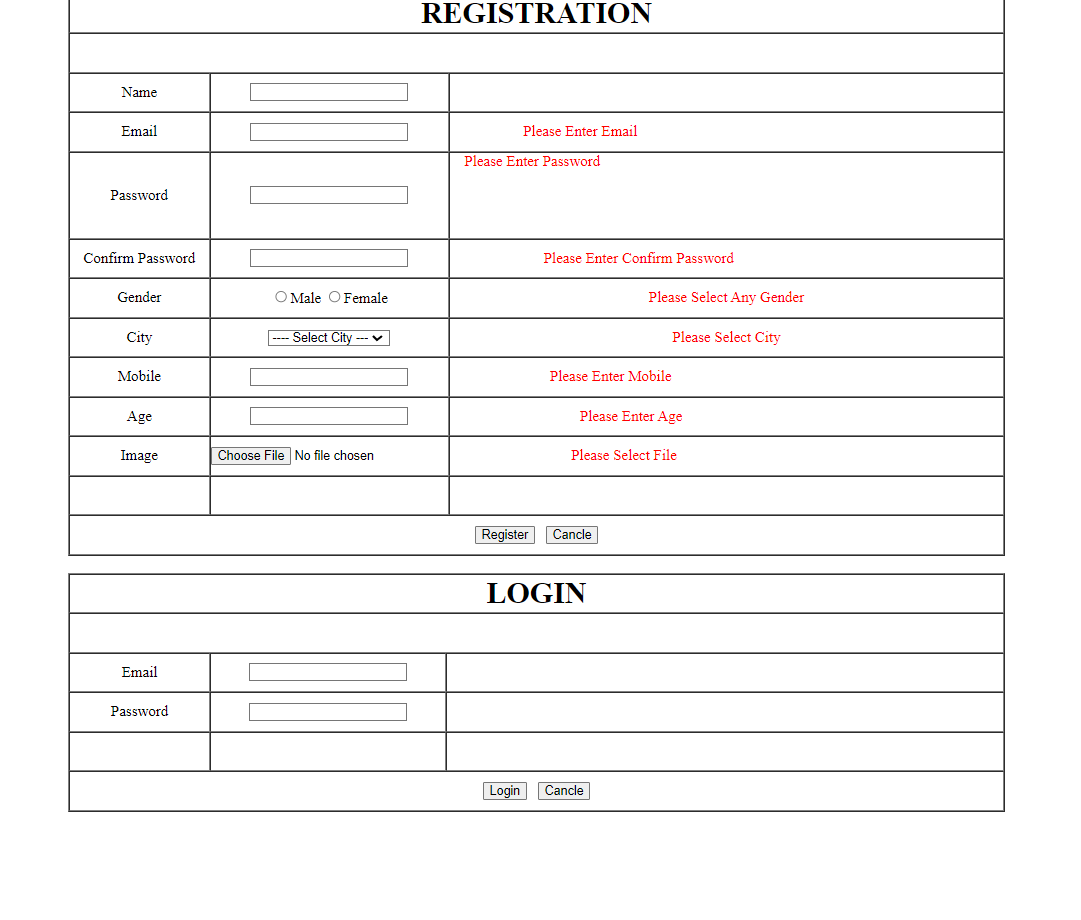 REGISTRATION
Name
Email Please Enter Email
Please Enter Password
Password
Confirm Password Please Enter Confirm Password
Gender Male Female Please Select Any Gender
City ---- Select City --- Please Select City
Mobile Please Enter Mobile
Age Please Enter Age
Image Choose File No file chosen Please Select File
Register Cancle
LOGIN
Email
Password
Login Cancle